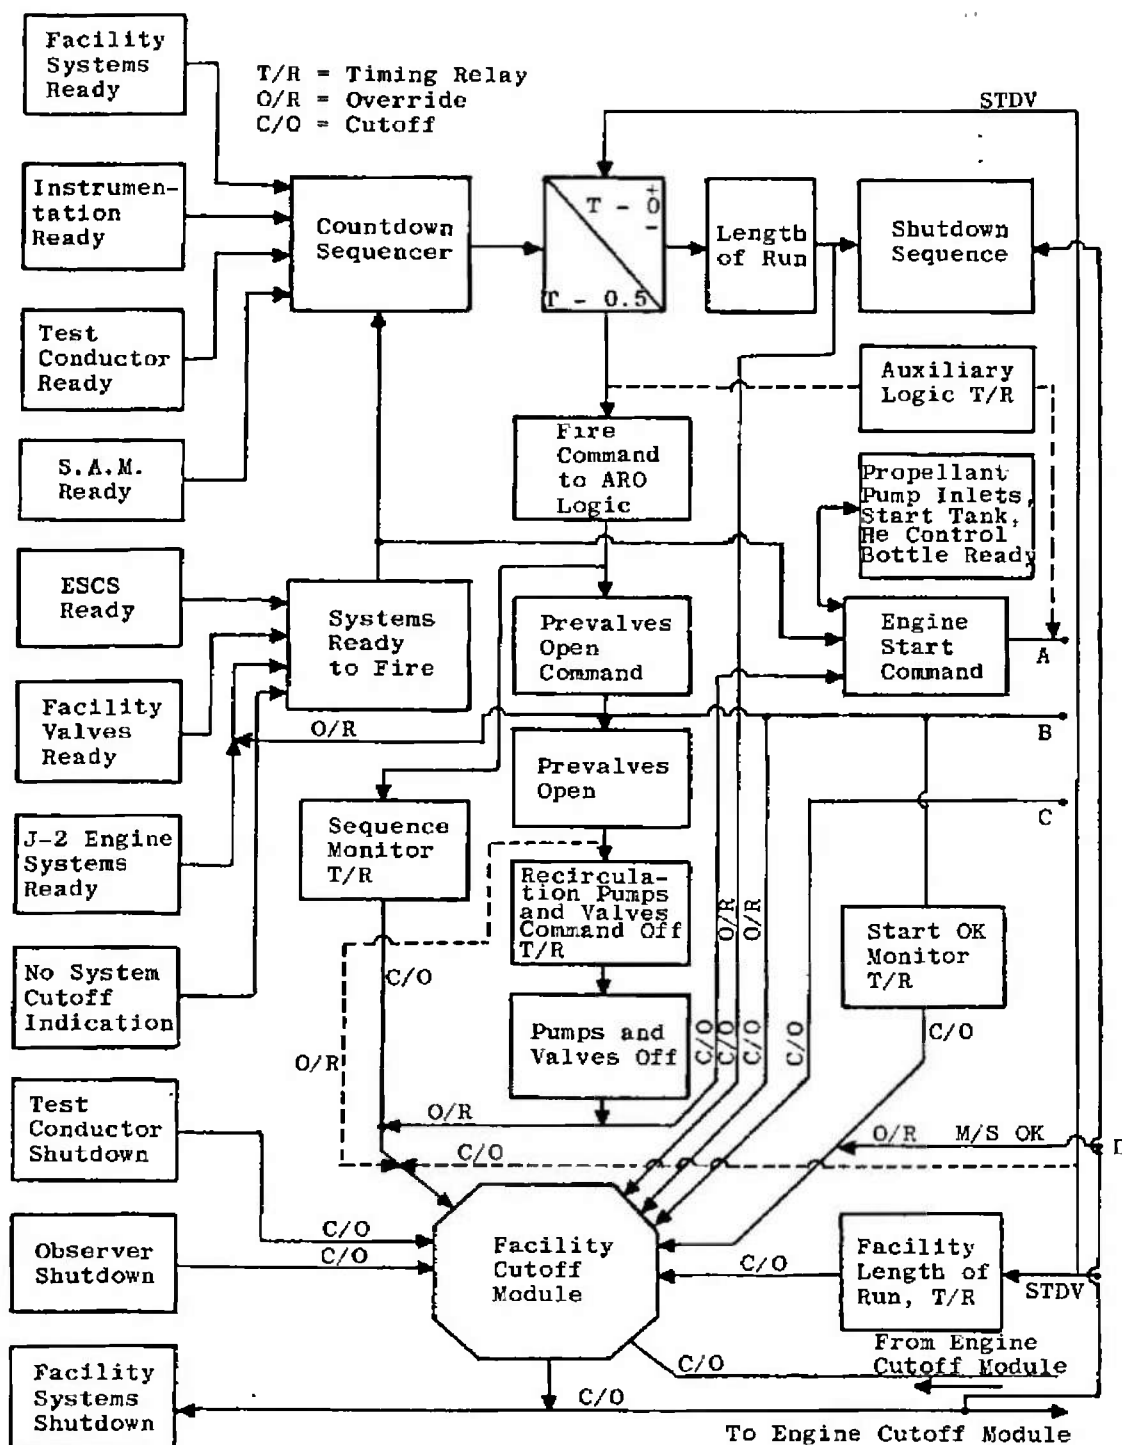 Facility
Systems
Ready
T/R = Timing Relay
O/R = Override
C/O = Cutoff
STDV
Instrumen-
tation
Ready
Countdown
Sequencer
T - ± 0
T - 0.5
Length
of Run
Shutdown
Sequence
Test
Conductor
Ready
Auxiliary
Logic T/R
Fire
Command
to ARO
Logic
S.A.M.
Ready
Propellant
Pump Inlets,
Start Tank,
He Control
Bottle Ready
ESCS
Ready
Systems
Ready
to Fire
Prevalves
Open
Command
Engine
Start
Command
A
Facility
Valves
Ready
O/R
B
Prevalves
Open
C
J-2 Engine
Systems
Ready
Sequence
Monitor
T/R
Recircula-
tion Pumps
and Valves
Command Off
T/R
O/R
O/R
Start OK
Monitor
T/R
No System
Cutoff
Indication
C/O
Pumps and
Valves Off
C/O
C/O
C/O
C/O
C/O
O/R
Test
Conductor
Shutdown
O/R
O/R
M/S OK
D
C/O
Observer
Shutdown
C/O
C/O
Facility
Cutoff
Module
C/O
Facility
Length of
Run, T/R
STDV
From Engine
Cutoff Module
C/O
Facility
Systems
Shutdown
C/O
To Engine Cutoff Module